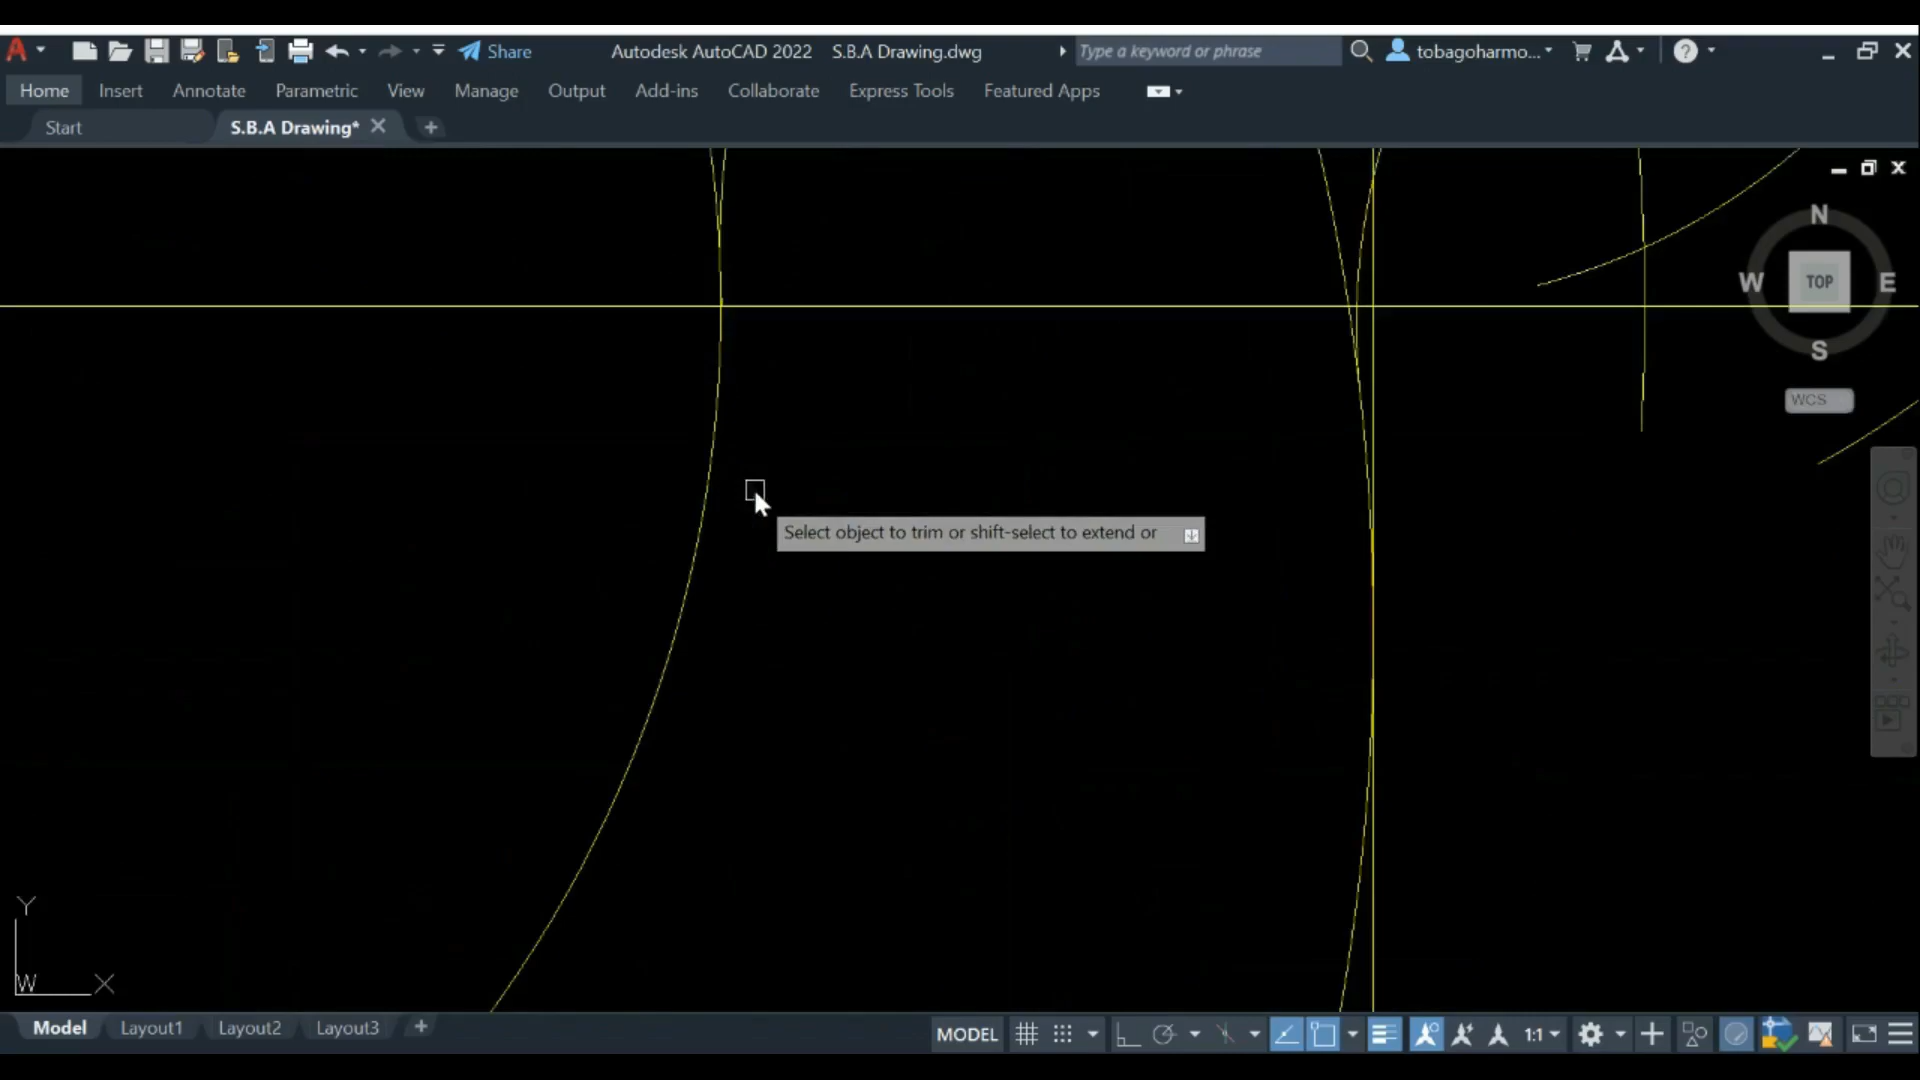 Share
Autodesk AutoCAD 2022 S.B.A Drawing.dwg
Type a keyword or phrase
tobagoharmo...
Home Insert Annotate Parametric View Manage Output Add-ins Collaborate Express Tools Featured Apps
Start
S.B.A Drawing*
N
W TOP E
S
WCS
Select object to trim or shift-select to extend or
Y
W X
Model Layout1 Layout2 Layout3
MODEL
1:1